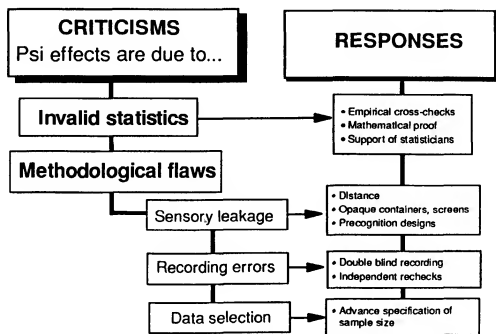 CRITICISMS
Psi effects are due to...
RESPONSES
Invalid statistics
• Empirical cross-checks
• Mathematical proof
• Support of statisticians
Methodological flaws
Sensory leakage
• Distance
• Opaque containers, screens
• Precognition designs
Recording errors
• Double blind recording
• Independent rechecks
Data selection
• Advance specification of
sample size